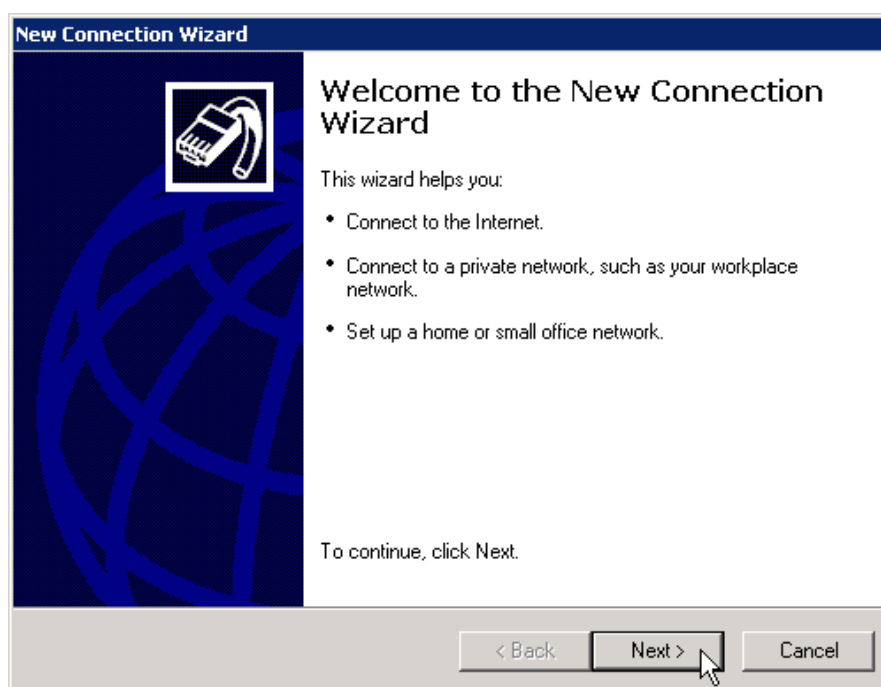 New Connection Wizard
Welcome to the New Connection
Wizard
This wizard helps you:
• Connect to the Internet.
• Connect to a private network, such as your workplace
network.
• Set up a home or small office network.
To continue, click Next.
< Back Next > Cancel